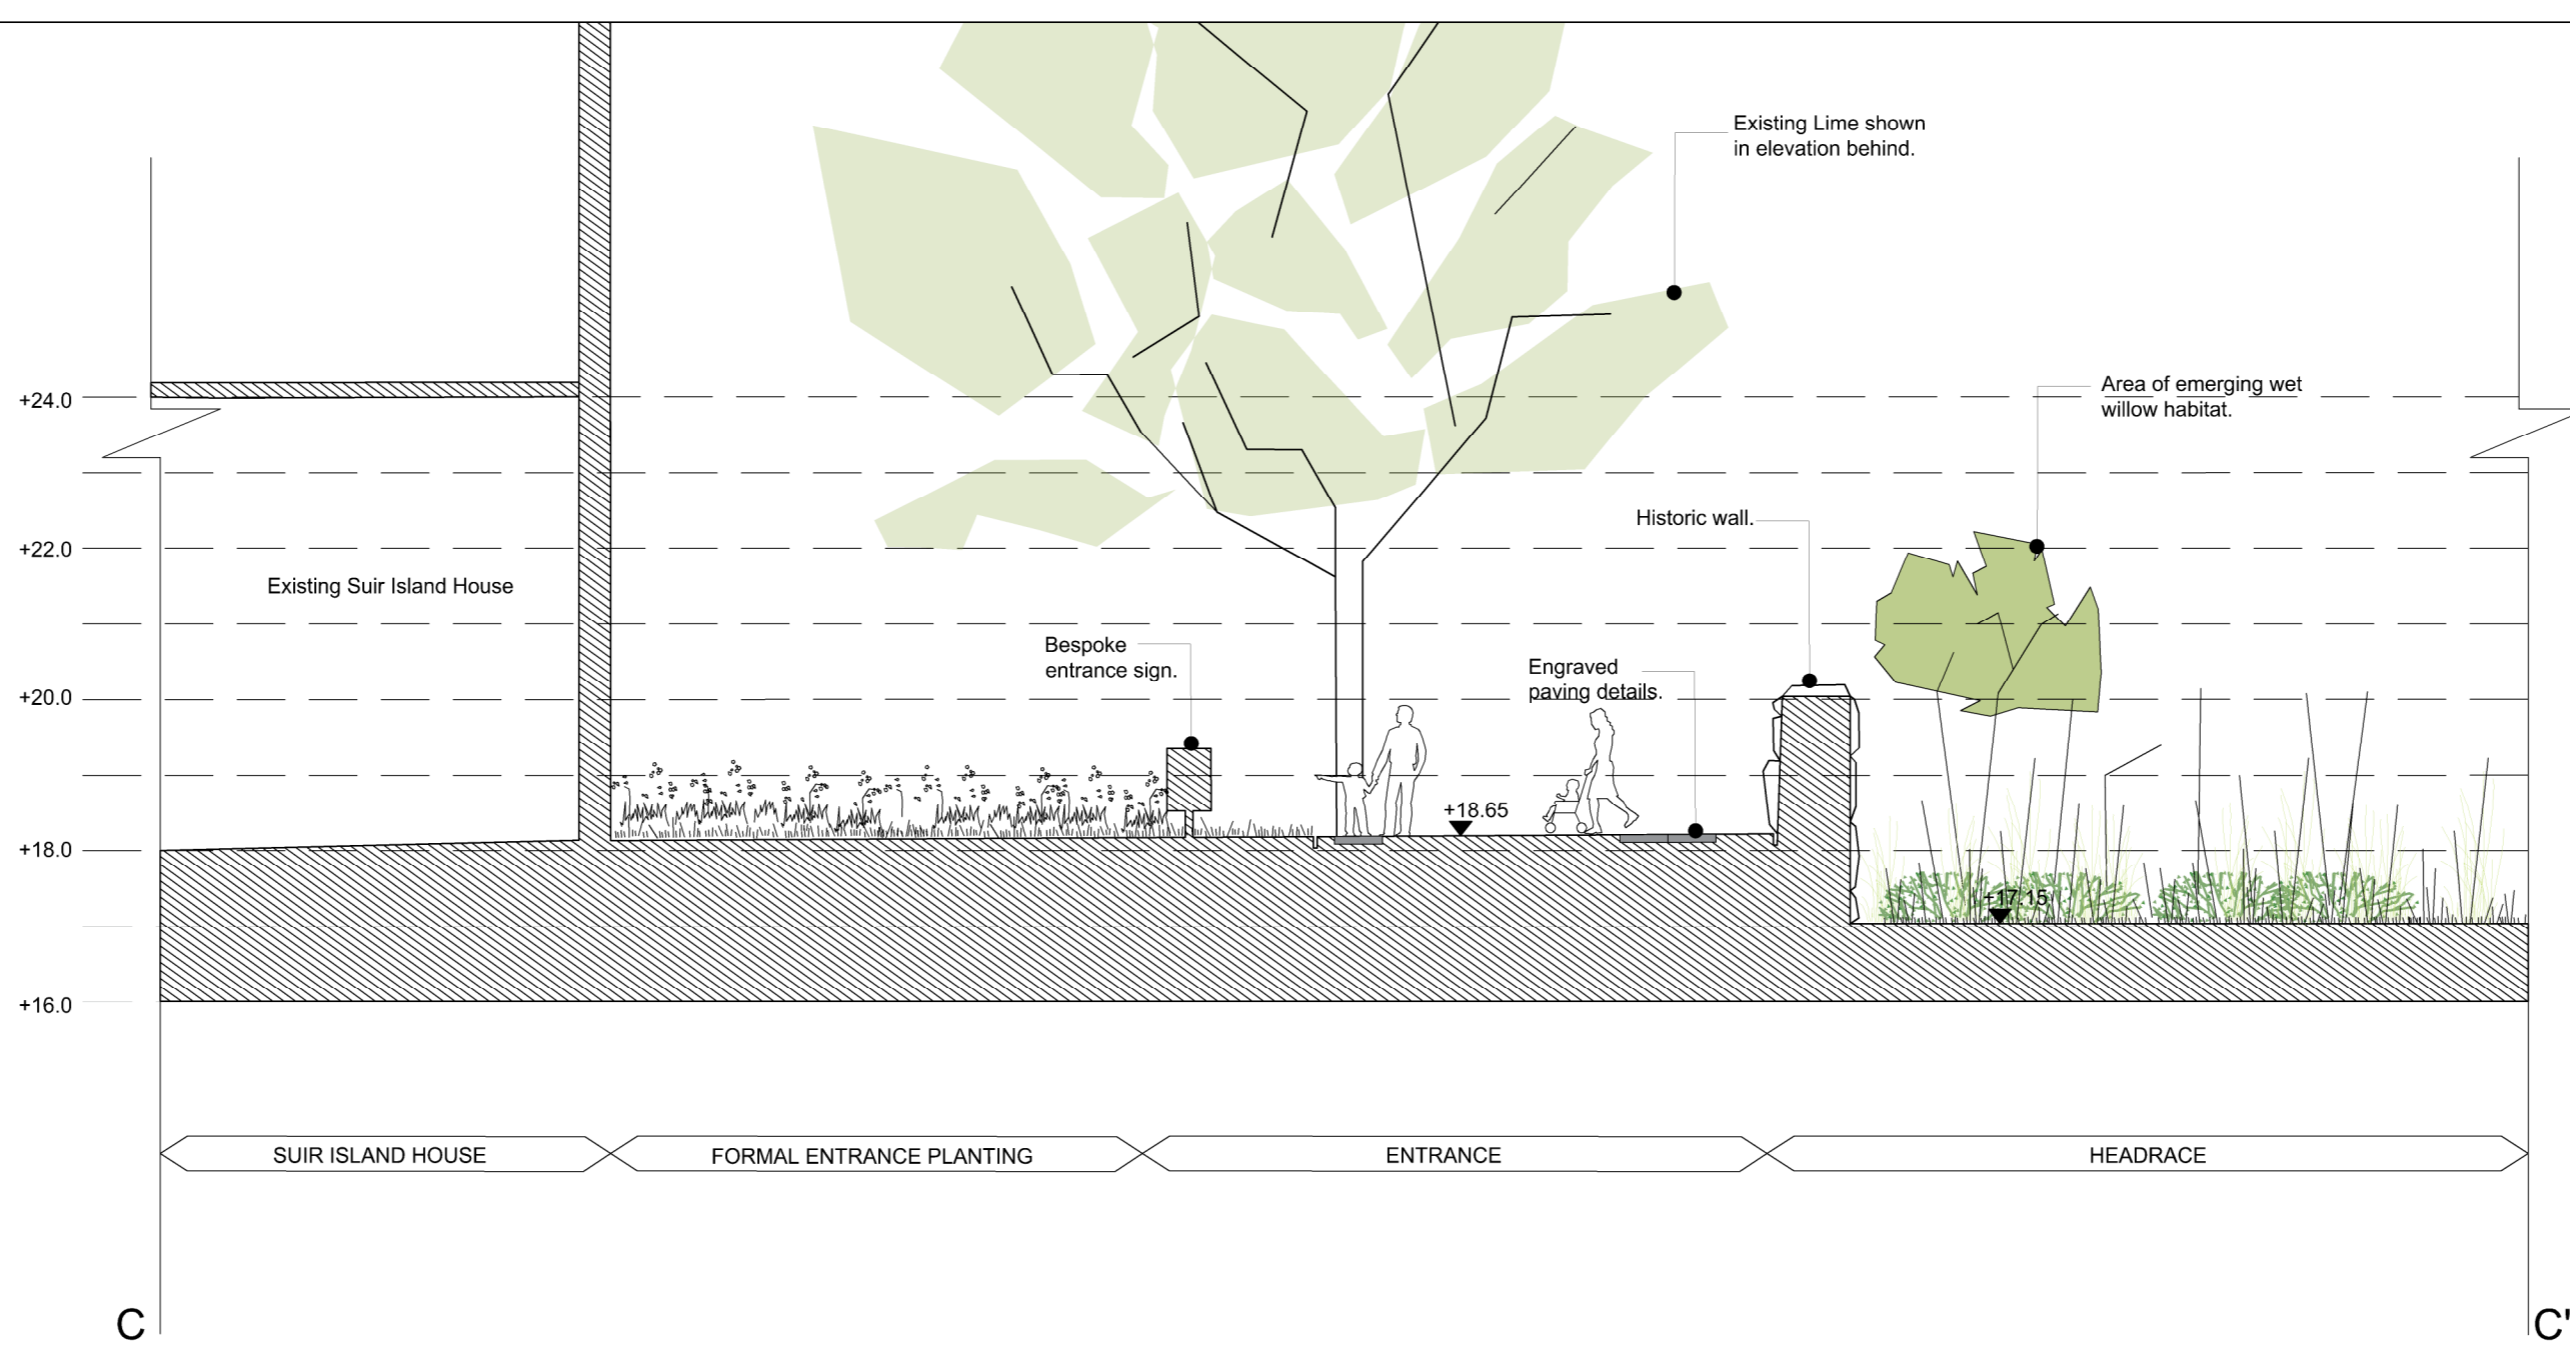 Existing Lime shown
in elevation behind.
+24.0
Area of emerging wet
willow habitat.
Historic wall.
+22.0
Existing Suir Island House
Bespoke
entrance sign.
Engraved
paving details.
+20.0
+18.65
+18.0
+17.15
+16.0
SUIR ISLAND HOUSE
FORMAL ENTRANCE PLANTING
ENTRANCE
HEADRACE
C
C'